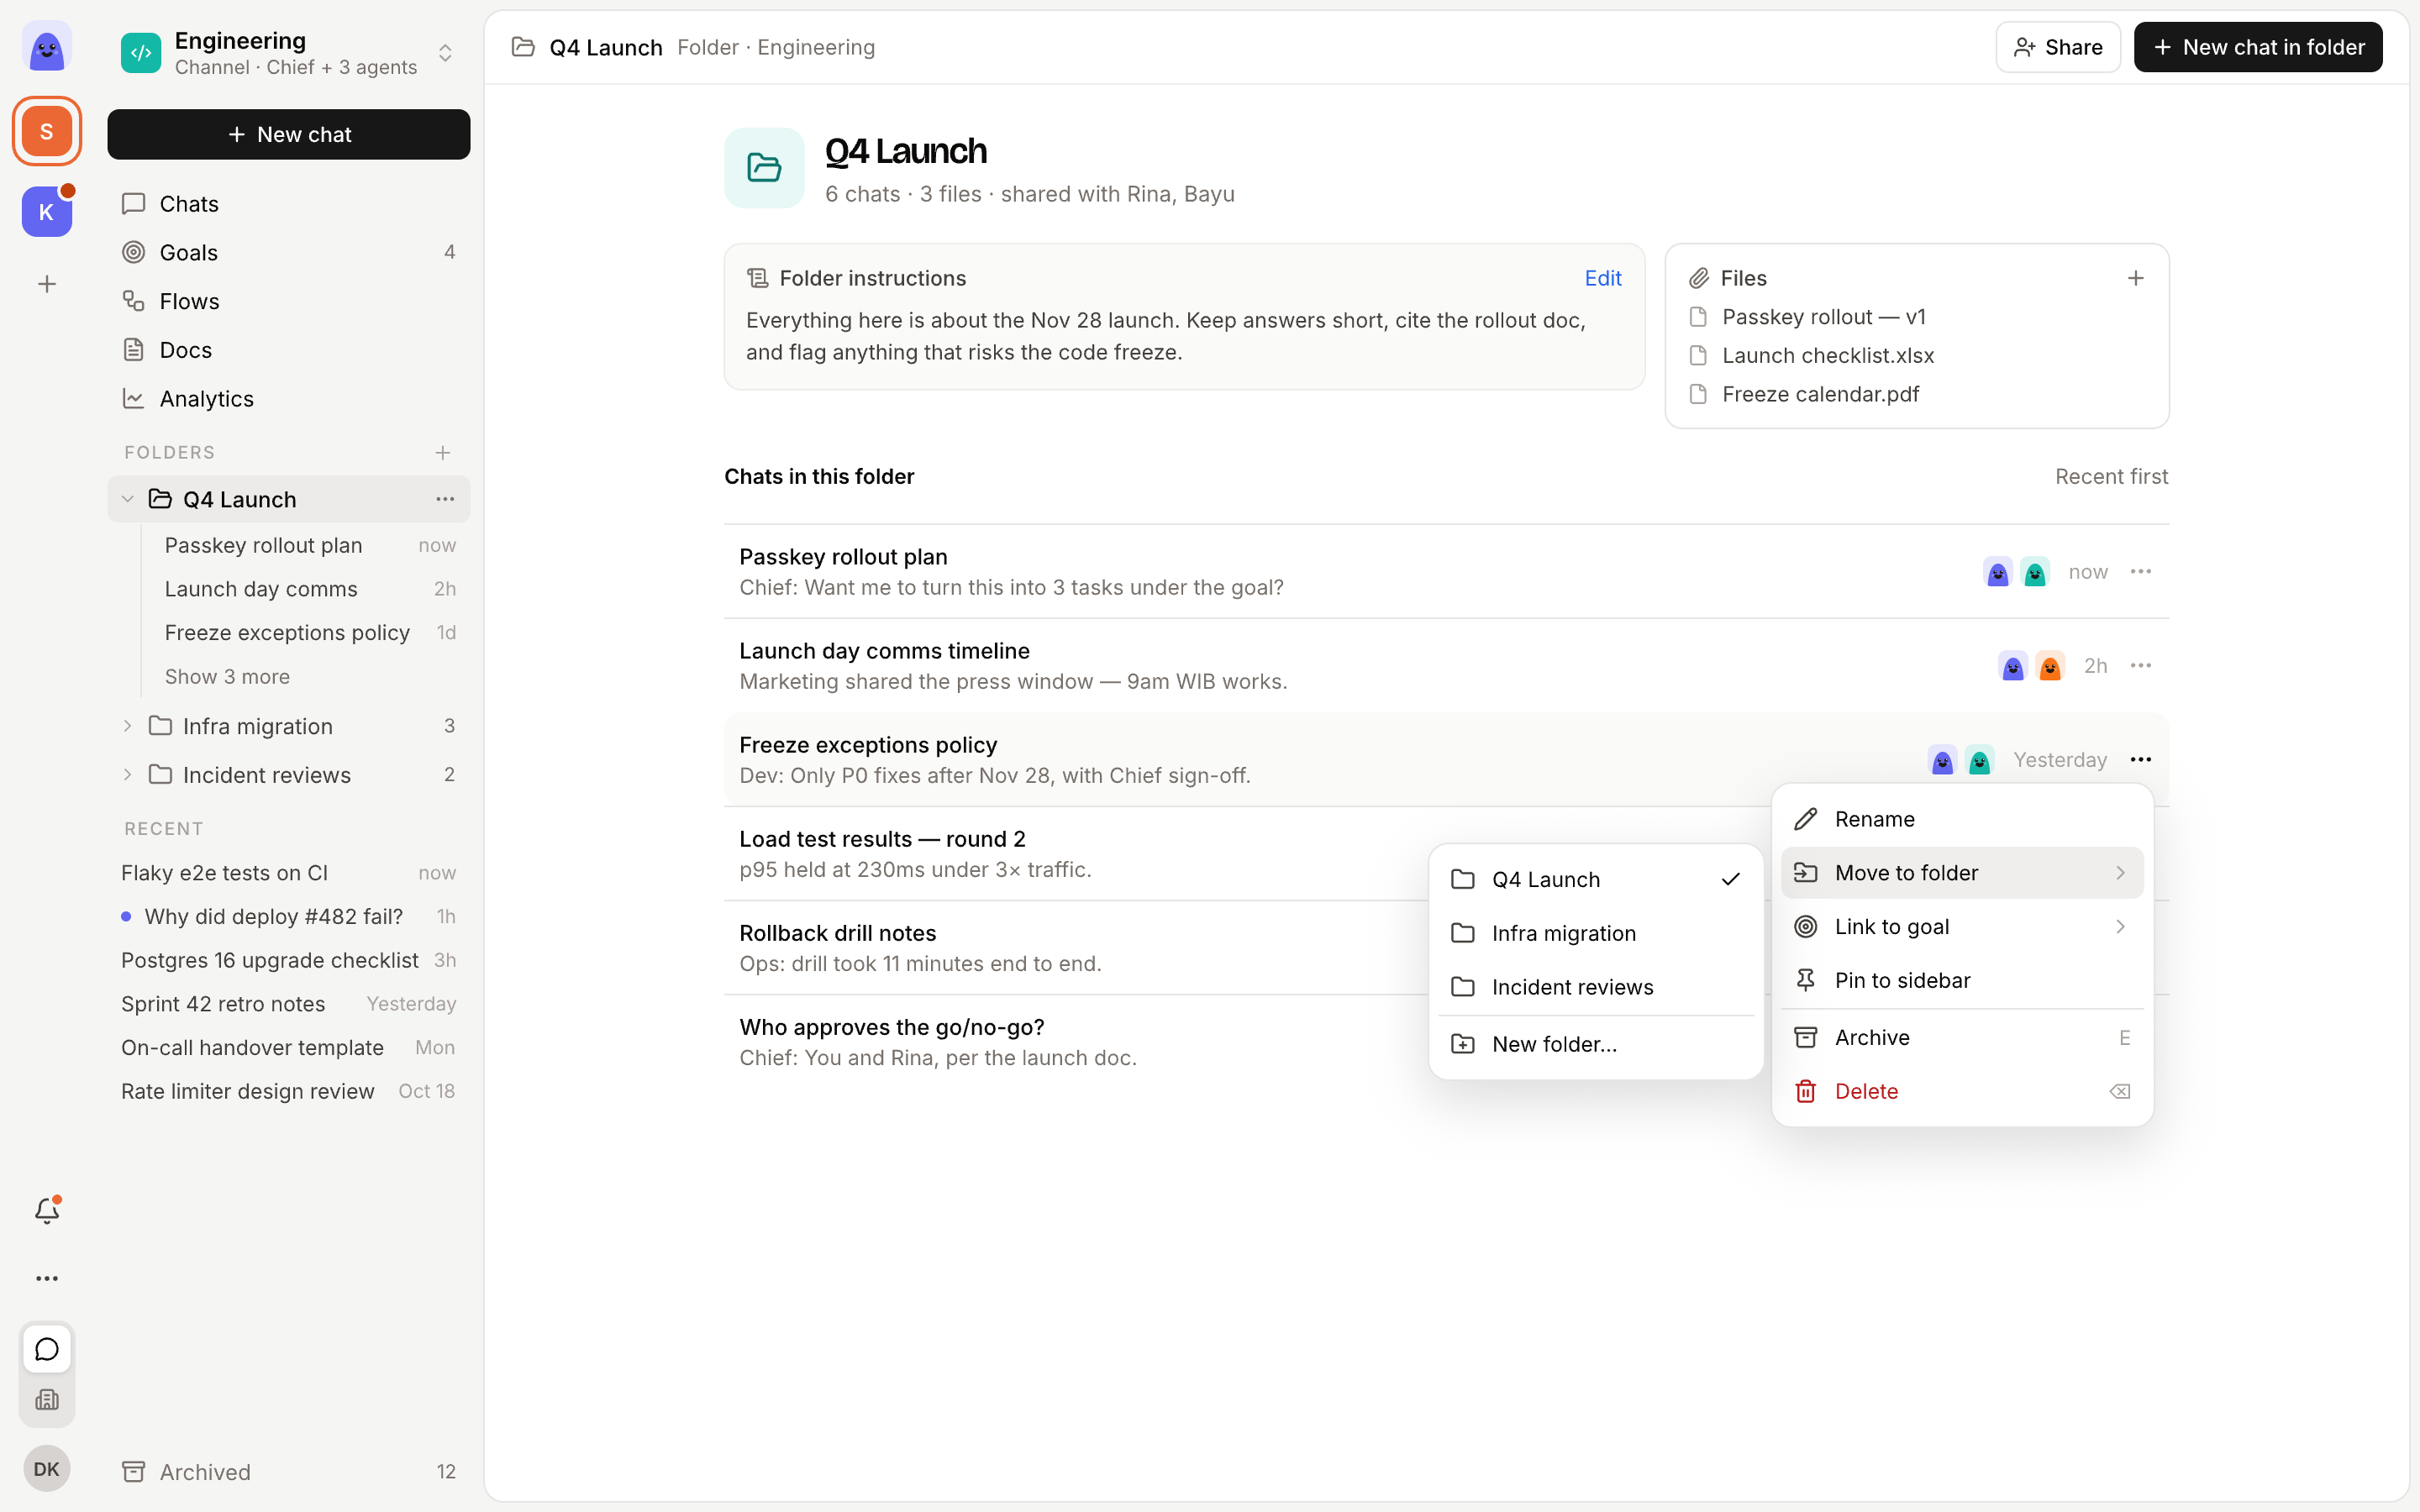 Engineering
Channel · Chief + 3 agents
S
K
New chat
Chats
Goals 4
Flows
Docs
Analytics
FOLDERS
Q4 Launch
Passkey rollout plan now
Launch day comms 2h
Freeze exceptions policy 1d
Show 3 more
Infra migration 3
Incident reviews 2
RECENT
Flaky e2e tests on CI now
Why did deploy #482 fail? 1h
Postgres 16 upgrade checklist 3h
Sprint 42 retro notes Yesterday
On-call handover template Mon
Rate limiter design review Oct 18
DK
Archived 12
Q4 Launch Folder · Engineering
Share
New chat in folder
Q4 Launch
6 chats · 3 files · shared with Rina, Bayu
Folder instructions Edit
Everything here is about the Nov 28 launch. Keep answers short, cite the rollout doc,
and flag anything that risks the code freeze.
Files
Passkey rollout — v1
Launch checklist.xlsx
Freeze calendar.pdf
Chats in this folder Recent first
Passkey rollout plan
Chief: Want me to turn this into 3 tasks under the goal?
now
Launch day comms timeline
Marketing shared the press window — 9am WIB works.
2h
Freeze exceptions policy
Dev: Only P0 fixes after Nov 28, with Chief sign-off.
Yesterday
Load test results — round 2
p95 held at 230ms under 3× traffic.
Rollback drill notes
Ops: drill took 11 minutes end to end.
Who approves the go/no-go?
Chief: You and Rina, per the launch doc.
Q4 Launch
Infra migration
Incident reviews
New folder...
Rename
Move to folder
Link to goal
Pin to sidebar
Archive E
Delete